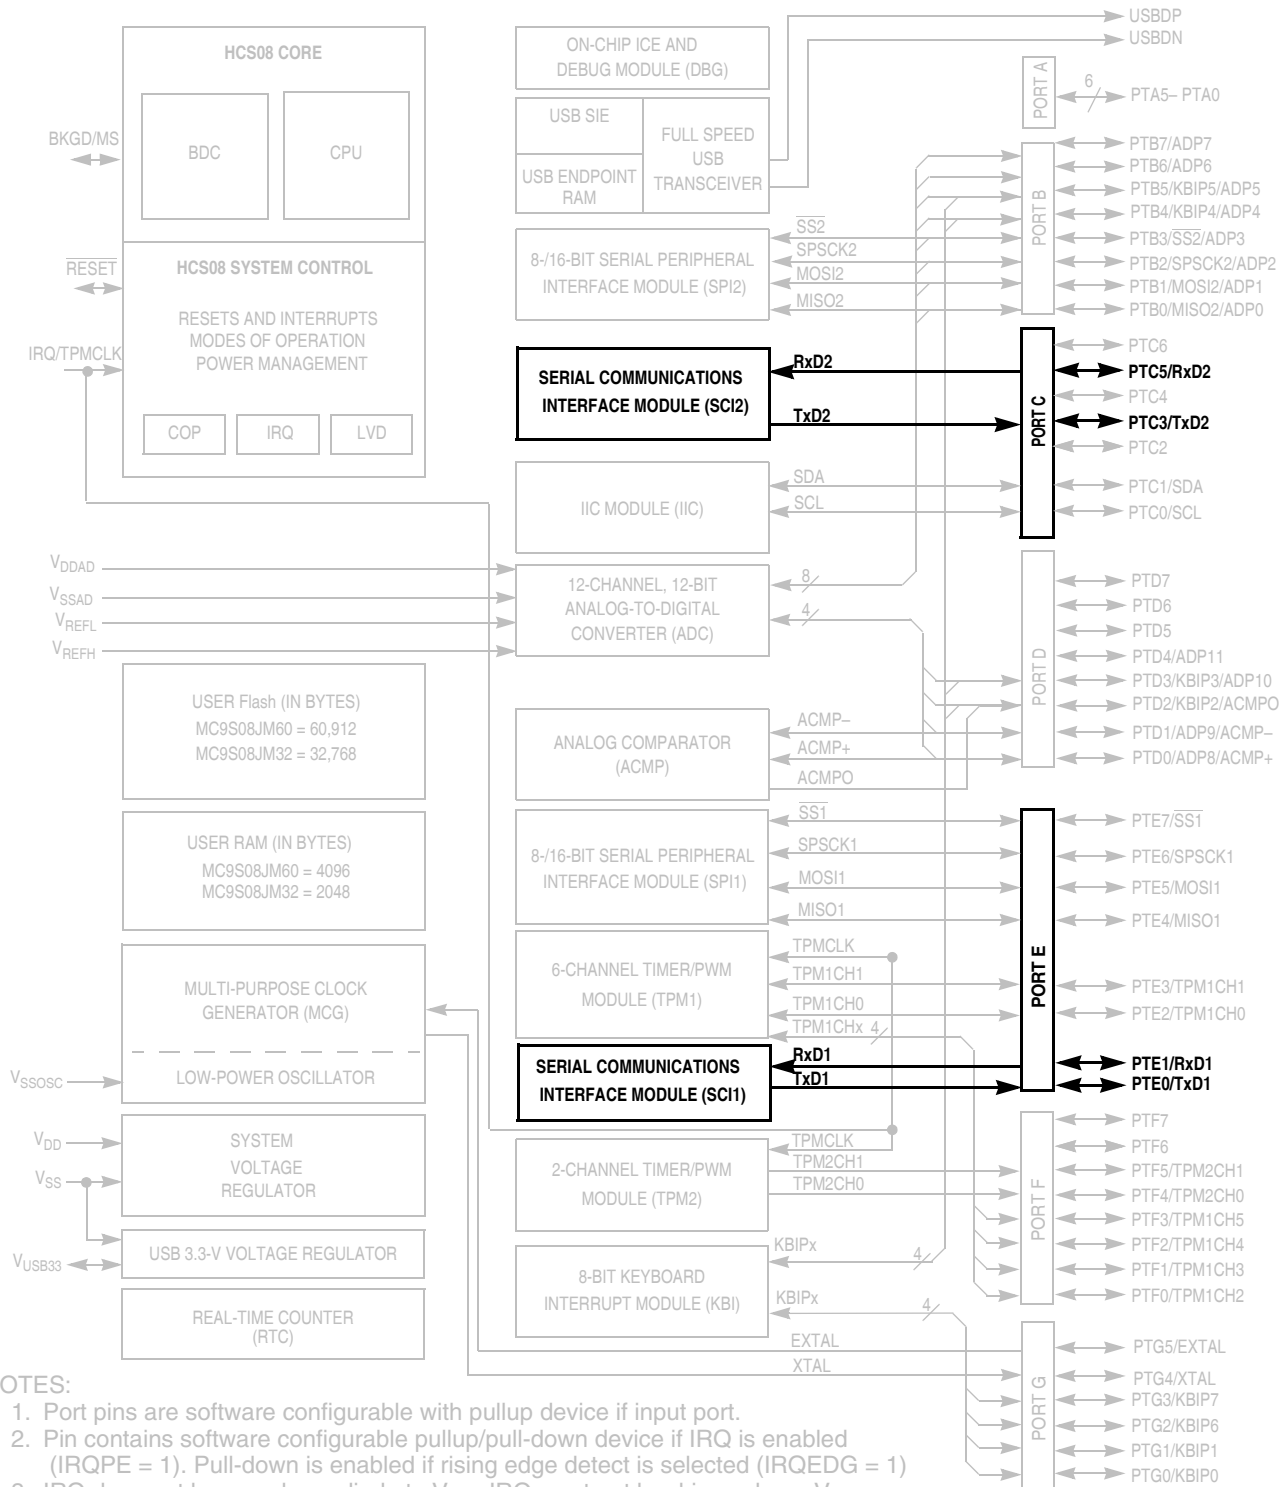 USBDP
USBDN
HCS08 CORE
BDC
CPU
BKGD/MS
RESET
HCS08 SYSTEM CONTROL
RESETS AND INTERRUPTS
MODES OF OPERATION
POWER MANAGEMENT
IRQ/TPMCLK
COP
IRQ
LVD
VDDAD
VSSAD
VREFL
VREFH
USER Flash (IN BYTES)
MC9S08JM60 = 60,912
MC9S08JM32 = 32,768
USER RAM (IN BYTES)
MC9S08JM60 = 4096
MC9S08JM32 = 2048
MULTI-PURPOSE CLOCK
GENERATOR (MCG)
LOW-POWER OSCILLATOR
VSSOSC
VDD
VSS
SYSTEM
VOLTAGE
REGULATOR
VUSB33
USB 3.3-V VOLTAGE REGULATOR
REAL-TIME COUNTER
(RTC)
ON-CHIP ICE AND
DEBUG MODULE (DBG)
USB SIE
USB ENDPOINT
RAM
FULL SPEED
USB
TRANSCEIVER
8-/16-BIT SERIAL PERIPHERAL
INTERFACE MODULE (SPI2)
SS2
SPSCK2
MOSI2
MISO2
SERIAL COMMUNICATIONS
INTERFACE MODULE (SCI2)
RxD2
TxD2
IIC MODULE (IIC)
SDA
SCL
12-CHANNEL, 12-BIT
ANALOG-TO-DIGITAL
CONVERTER (ADC)
8
4
ANALOG COMPARATOR
(ACMP)
ACMP–
ACMP+
ACMPO
8-/16-BIT SERIAL PERIPHERAL
INTERFACE MODULE (SPI1)
SS1
SPSCK1
MOSI1
MISO1
6-CHANNEL TIMER/PWM
MODULE (TPM1)
TPMCLK
TPM1CH1
TPM1CH0
TPM1CHx 4
SERIAL COMMUNICATIONS
INTERFACE MODULE (SCI1)
RxD1
TxD1
2-CHANNEL TIMER/PWM
MODULE (TPM2)
TPMCLK
TPM2CH1
TPM2CH0
8-BIT KEYBOARD
INTERRUPT MODULE (KBI)
KBIPx
4
KBIPx
4
EXTAL
XTAL
PORT A
6
PTA5– PTA0
PORT B
PTB7/ADP7
PTB6/ADP6
PTB5/KBIP5/ADP5
PTB4/KBIP4/ADP4
PTB3/SS2/ADP3
PTB2/SPSCK2/ADP2
PTB1/MOSI2/ADP1
PTB0/MISO2/ADP0
PORT C
PTC6
PTC5/RxD2
PTC4
PTC3/TxD2
PTC2
PTC1/SDA
PTC0/SCL
PORT D
PTD7
PTD6
PTD5
PTD4/ADP11
PTD3/KBIP3/ADP10
PTD2/KBIP2/ACMPO
PTD1/ADP9/ACMP–
PTD0/ADP8/ACMP+
PORT E
PTE7/SS1
PTE6/SPSCK1
PTE5/MOSI1
PTE4/MISO1
PTE3/TPM1CH1
PTE2/TPM1CH0
PTE1/RxD1
PTE0/TxD1
PORT F
PTF7
PTF6
PTF5/TPM2CH1
PTF4/TPM2CH0
PTF3/TPM1CH5
PTF2/TPM1CH4
PTF1/TPM1CH3
PTF0/TPM1CH2
PORT G
PTG5/EXTAL
PTG4/XTAL
PTG3/KBIP7
PTG2/KBIP6
PTG1/KBIP1
PTG0/KBIP0
OTES:
1. Port pins are software configurable with pullup device if input port.
2. Pin contains software configurable pullup/pull-down device if IRQ is enabled
(IRQPE = 1). Pull-down is enabled if rising edge detect is selected (IRQEDG = 1)